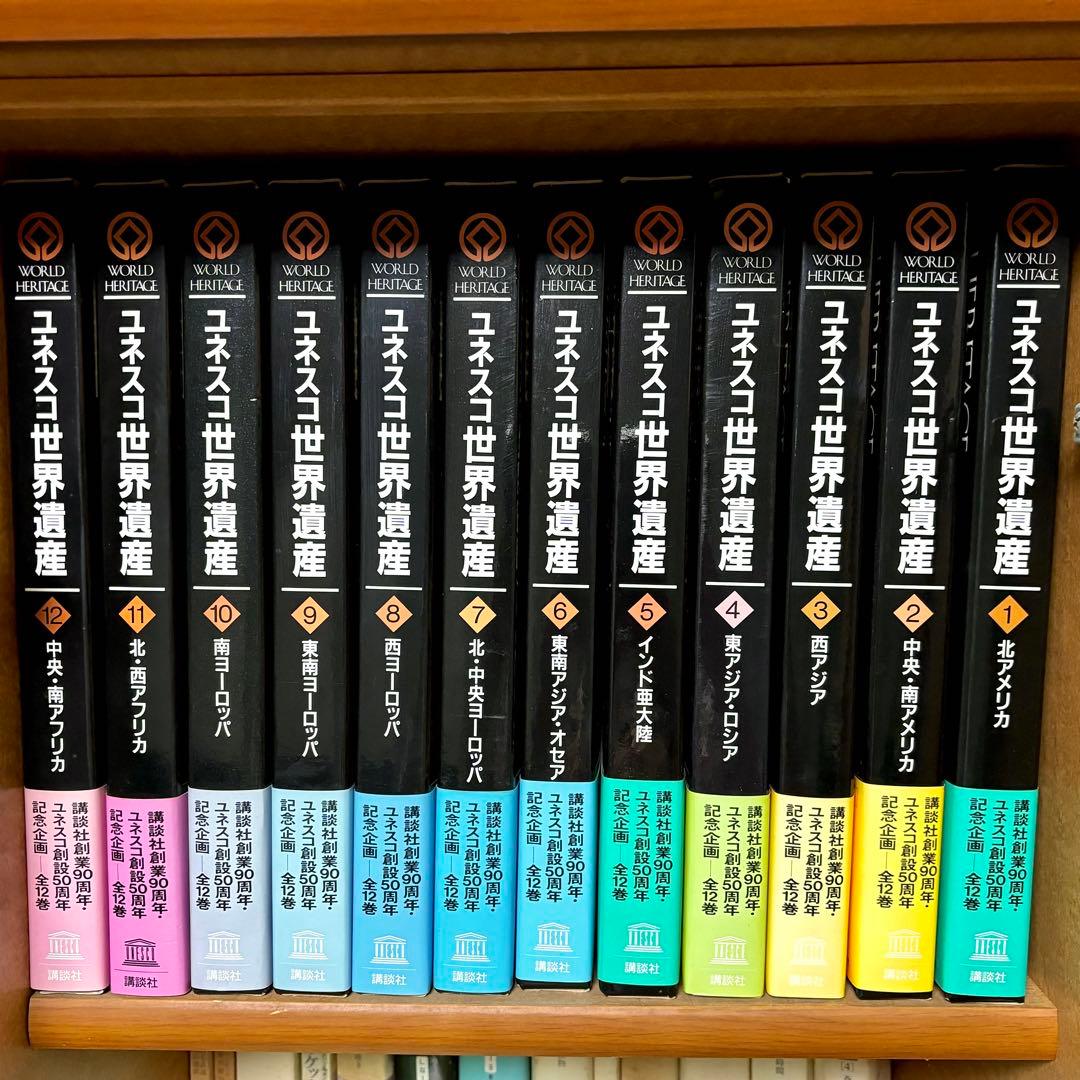 WORLD
HERITAGE
ユネスコ世界遺産
12
中央・南アフリカ
講談社創業90周年・
ユネスコ創設50周年
記念企画―全12巻
講談社
WORLD
HERITAGE
ユネスコ世界遺産
11
北・西アフリカ
講談社創業90周年・
ユネスコ創設50周年
記念企画―全12巻
講談社
WORLD
HERITAGE
ユネスコ世界遺産
10
南ヨーロッパ
講談社創業90周年・
ユネスコ創設50周年
記念企画―全12巻
講談社
WORLD
HERITAGE
ユネスコ世界遺産
9
東南ヨーロッパ
講談社創業90周年・
ユネスコ創設50周年
記念企画―全12巻
講談社
WORLD
HERITAGE
ユネスコ世界遺産
8
西ヨーロッパ
講談社創業90周年・
ユネスコ創設50周年
記念企画―全12巻
講談社
WORLD
HERITAGE
ユネスコ世界遺産
7
北・中央ヨーロッパ
講談社創業90周年・
ユネスコ創設50周年
記念企画―全12巻
講談社
WORLD
HERITAGE
ユネスコ世界遺産
6
東南アジア・オセア
講談社創業90周年・
ユネスコ創設50周年
記念企画―全12巻
講談社
WORLD
HERITAGE
ユネスコ世界遺産
5
インド亜大陸
講談社創業90周年・
ユネスコ創設50周年
記念企画―全12巻
講談社
WORLD
HERITAGE
ユネスコ世界遺産
4
東アジア・ロシア
講談社創業90周年・
ユネスコ創設50周年
記念企画―全12巻
講談社
WORLD
HERITAGE
ユネスコ世界遺産
3
西アジア
講談社創業90周年・
ユネスコ創設50周年
記念企画―全12巻
講談社
WORLD
HERITAGE
ユネスコ世界遺産
2
中央・南アメリカ
講談社創業90周年・
ユネスコ創設50周年
記念企画―全12巻
講談社
WORLD
HERITAGE
ユネスコ世界遺産
1
北アメリカ
講談社創業90周年・
ユネスコ創設50周年
記念企画―全12巻
講談社